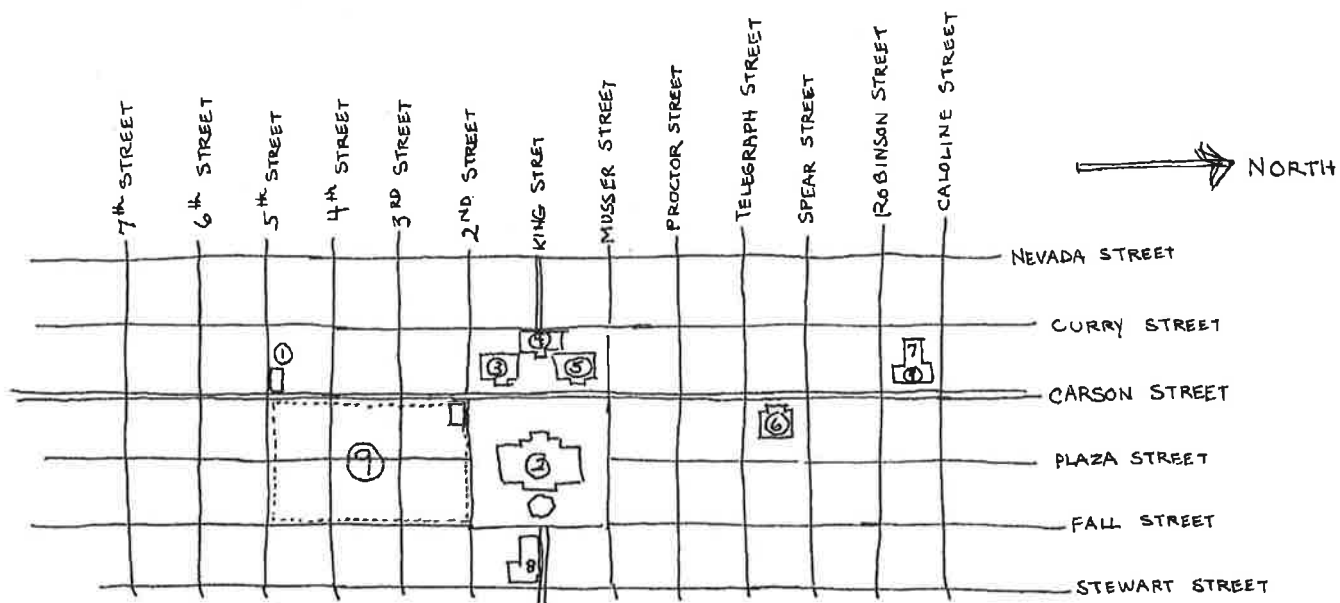 7th STREET
6th STREET
5th STREET
4th STREET
3RD STREET
2ND STREET
KING STRET
MUSSER STREET
PROCTOR STREET
TELEGRAPH STREET
SPEAR STREET
ROBINSON STREET
CALOLINE STREET
NORTH
NEVADA STREET
CURRY STREET
CARSON STREET
PLAZA STREET
FALL STREET
STEWART STREET
1
4
3
5
7
6
9
2
8